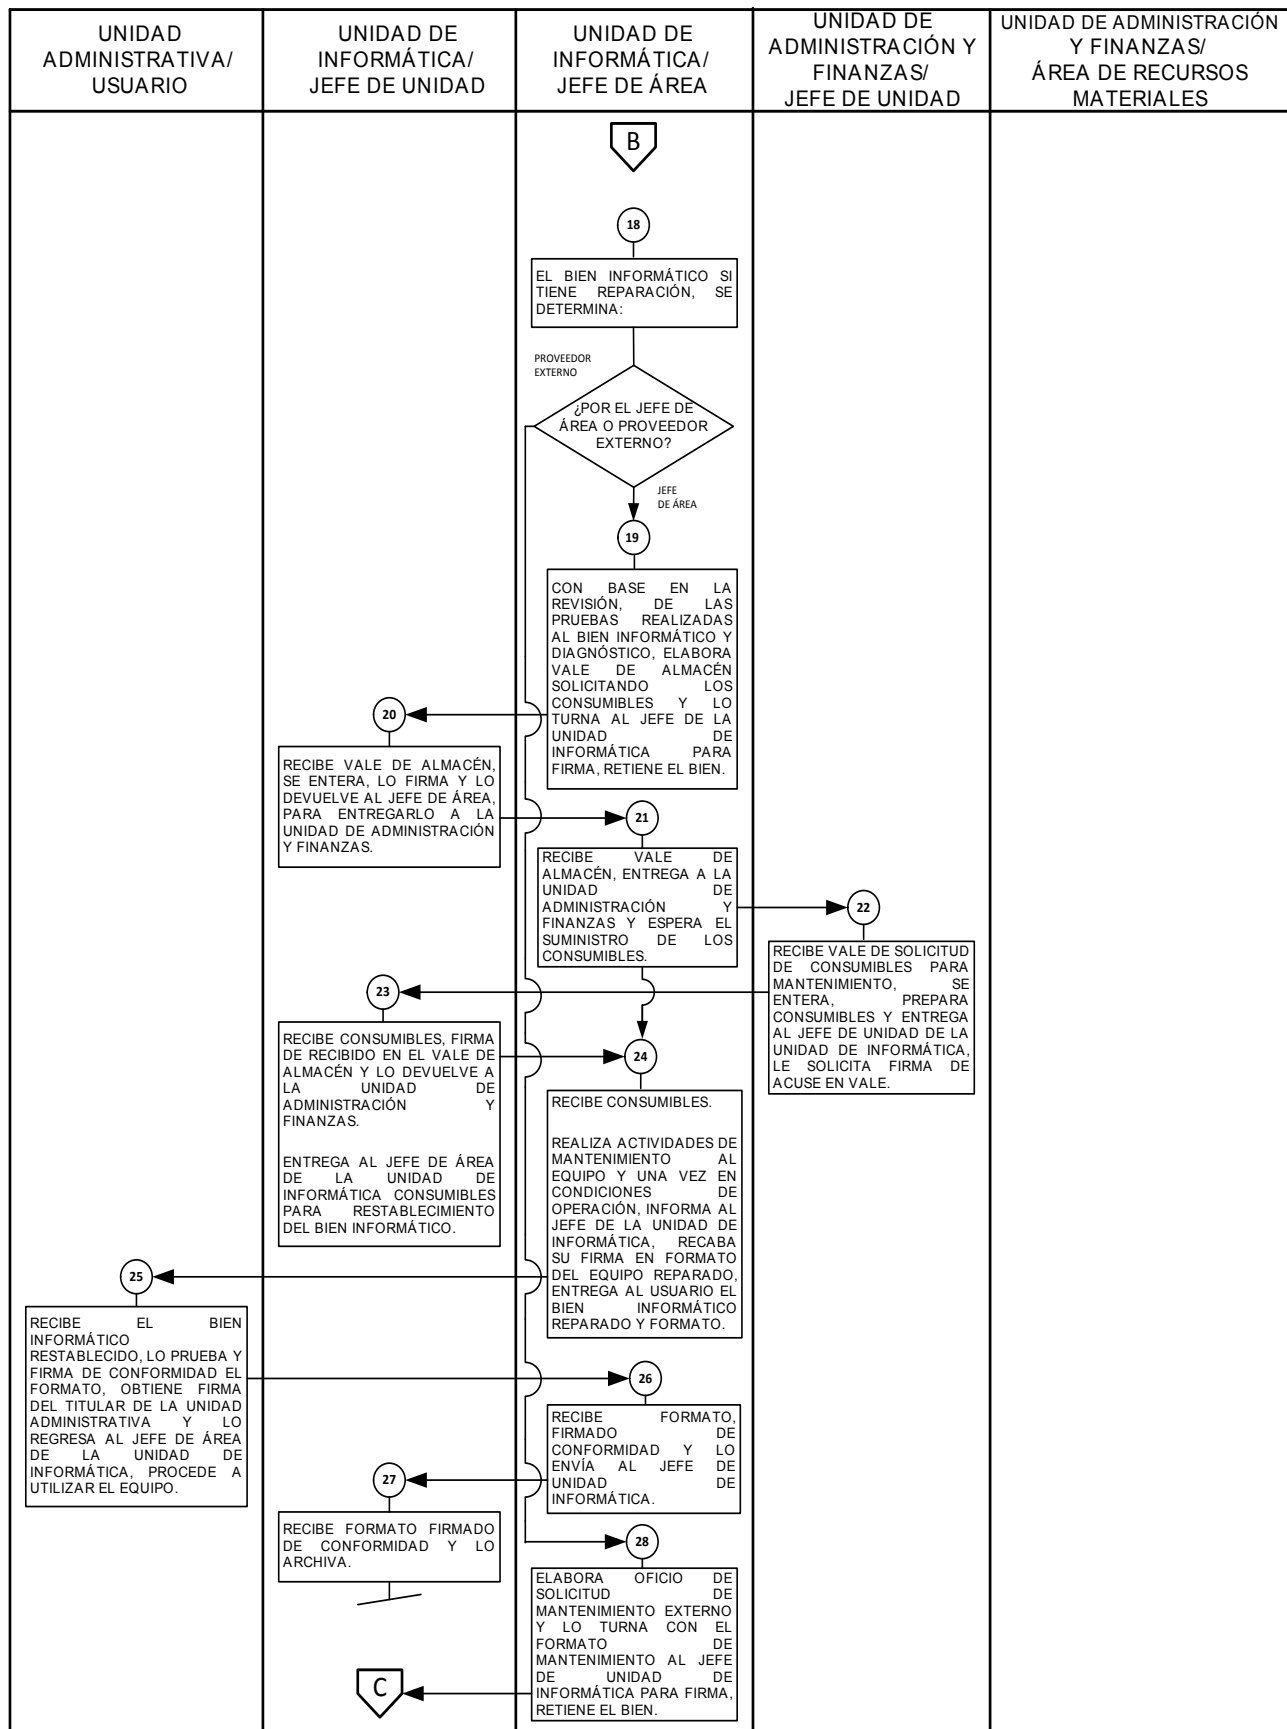 UNIDAD
ADMINISTRATIVA/
USUARIO
UNIDAD DE
INFORMÁTICA/
JEFE DE UNIDAD
UNIDAD DE
INFORMÁTICA/
JEFE DE ÁREA
UNIDAD DE
ADMINISTRACIÓN Y
FINANZAS/
JEFE DE UNIDAD
UNIDAD DE ADMINISTRACIÓN
Y FINANZAS/
ÁREA DE RECURSOS
MATERIALES
B
18
EL BIEN INFORMÁTICO SI
TIENE REPARACIÓN, SE
DETERMINA:
PROVEEDOR
EXTERNO
¿POR EL JEFE DE
ÁREA O PROVEEDOR
EXTERNO?
JEFE
DE ÁREA
19
CON BASE EN LA
REVISIÓN, DE LAS
PRUEBAS REALIZADAS
AL BIEN INFORMÁTICO Y
DIAGNÓSTICO, ELABORA
VALE DE ALMACÉN
SOLICITANDO LOS
CONSUMIBLES Y LO
TURNA AL JEFE DE LA
UNIDAD DE
INFORMÁTICA PARA
FIRMA, RETIENE EL BIEN.
20
RECIBE VALE DE ALMACÉN,
SE ENTERA, LO FIRMA Y LO
DEVUELVE AL JEFE DE ÁREA,
PARA ENTREGARLO A LA
UNIDAD DE ADMINISTRACIÓN
Y FINANZAS.
21
RECIBE VALE DE
ALMACÉN, ENTREGA A LA
UNIDAD DE
ADMINISTRACIÓN Y
FINANZAS Y ESPERA EL
SUMINISTRO DE LOS
CONSUMIBLES.
22
RECIBE VALE DE SOLICITUD
DE CONSUMIBLES PARA
MANTENIMIENTO, SE
ENTERA, PREPARA
CONSUMIBLES Y ENTREGA
AL JEFE DE UNIDAD DE LA
UNIDAD DE INFORMÁTICA,
LE SOLICITA FIRMA DE
ACUSE EN VALE.
23
RECIBE CONSUMIBLES, FIRMA
DE RECIBIDO EN EL VALE DE
ALMACÉN Y LO DEVUELVE A
LA UNIDAD DE
ADMINISTRACIÓN Y
FINANZAS.
ENTREGA AL JEFE DE ÁREA
DE LA UNIDAD DE
INFORMÁTICA CONSUMIBLES
PARA RESTABLECIMIENTO
DEL BIEN INFORMÁTICO.
24
RECIBE CONSUMIBLES.
REALIZA ACTIVIDADES DE
MANTENIMIENTO AL
EQUIPO Y UNA VEZ EN
CONDICIONES DE
OPERACIÓN, INFORMA AL
JEFE DE LA UNIDAD DE
INFORMÁTICA, RECABA
SU FIRMA EN FORMATO
DEL EQUIPO REPARADO,
ENTREGA AL USUARIO EL
BIEN INFORMÁTICO
REPARADO Y FORMATO.
25
RECIBE EL BIEN
INFORMÁTICO
RESTABLECIDO, LO PRUEBA Y
FIRMA DE CONFORMIDAD EL
FORMATO, OBTIENE FIRMA
DEL TITULAR DE LA UNIDAD
ADMINISTRATIVA Y LO
REGRESA AL JEFE DE ÁREA
DE LA UNIDAD DE
INFORMÁTICA, PROCEDE A
UTILIZAR EL EQUIPO.
26
RECIBE FORMATO,
FIRMADO DE
CONFORMIDAD Y LO
ENVÍA AL JEFE DE
UNIDAD DE
INFORMÁTICA.
27
RECIBE FORMATO FIRMADO
DE CONFORMIDAD Y LO
ARCHIVA.
28
ELABORA OFICIO DE
SOLICITUD DE
MANTENIMIENTO EXTERNO
Y LO TURNA CON EL
FORMATO DE
MANTENIMIENTO AL JEFE
DE UNIDAD DE
INFORMÁTICA PARA FIRMA,
RETIENE EL BIEN.
C